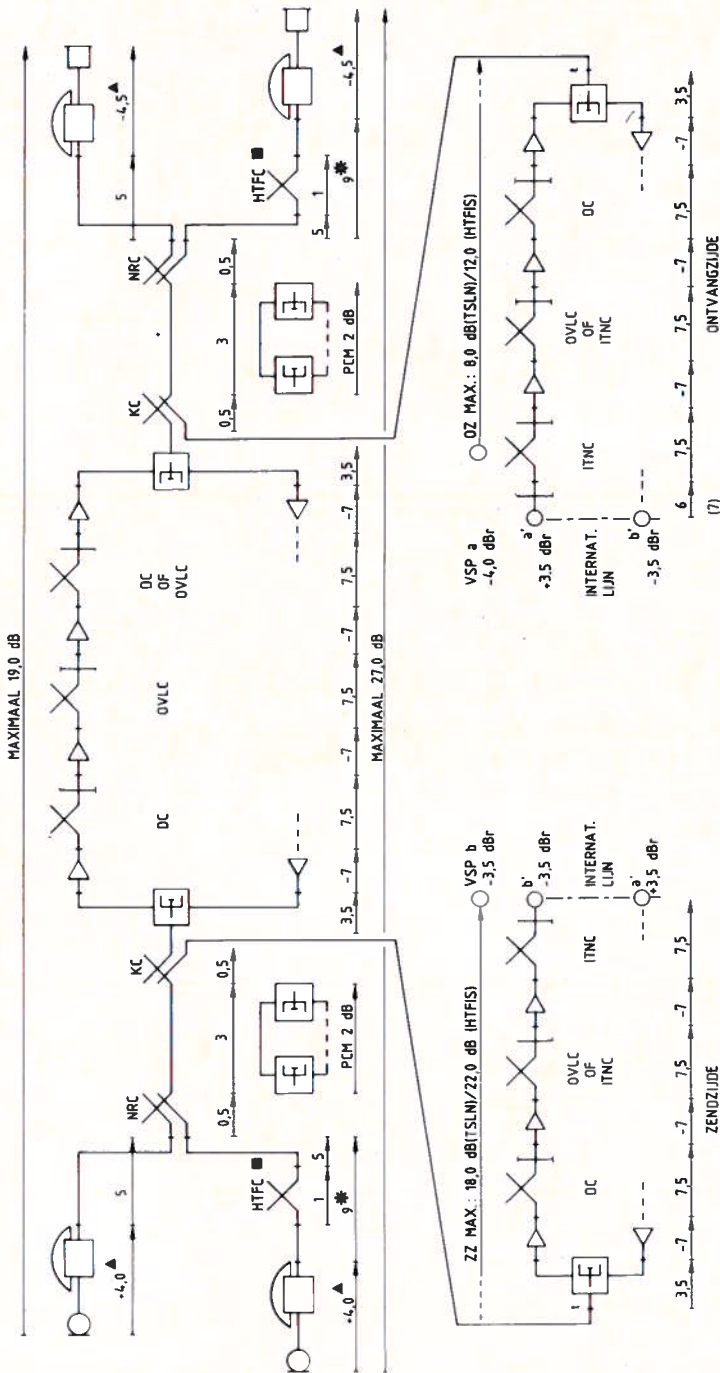 MAXIMAAL 19,0 dB
+4,0▲ 5 -4,5▲
5
NRC KC KC NRC
DC OVLC DC OF OVLC
0,5 3 0,5 3,5 -7 7,5 -7 7,5 -7 7,5 -7 3,5 0,5 3 0,5
PCM 2 dB PCM 2 dB
HTFC■ HTFC■
+4,0▲ 1 5 5 1 -4,5▲
9✱ 9✱
MAXIMAAL 27,0 dB
ZZ MAX.: 18,0 dB(TSLN)/22,0 dB (HTFIS)
VSP b
-3,5 dBr
b'
-3,5 dBr
DC
OVLC
OF
ITNC
ITNC
INTERNAT.
LIJN
a'
+3,5 dBr
t
3,5 -7 7,5 -7 7,5 -7 7,5
ZENDZIJDE
VSP a
-4,0 dBr
OZ MAX.: 8,0 dB(TSLN)/12,0 (HTFIS)
a'
+3,5 dBr
INTERNAT.
LIJN
b'
-3,5 dBr
ITNC
OVLC
OF
ITNC
DC
t
6 7,5 -7 7,5 -7 7,5 -7 3,5
(7)
ONTVANGZIJDE